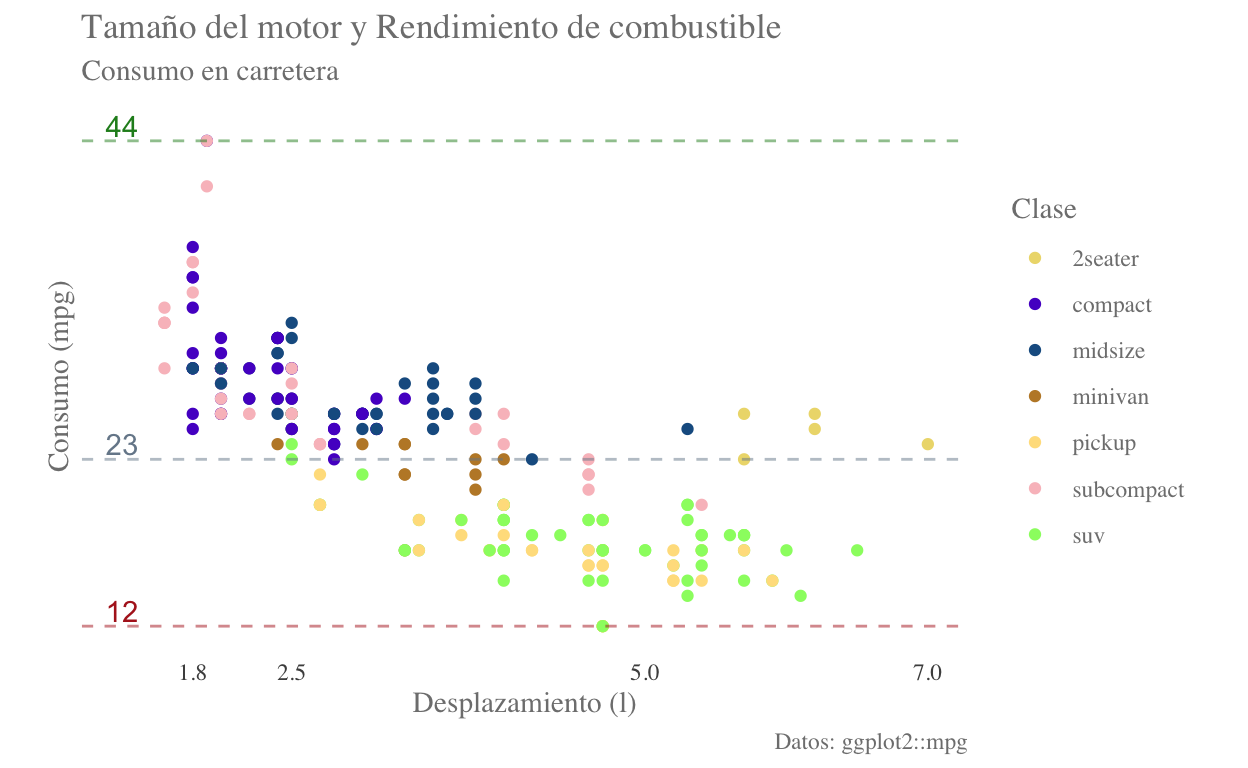 Tamaño del motor y Rendimiento de combustible
Consumo en carretera
44
23
12
Consumo (mpg)
1.8 2.5 5.0 7.0
Desplazamiento (l)
Clase
2seater
compact
midsize
minivan
pickup
subcompact
suv
Datos: ggplot2::mpg